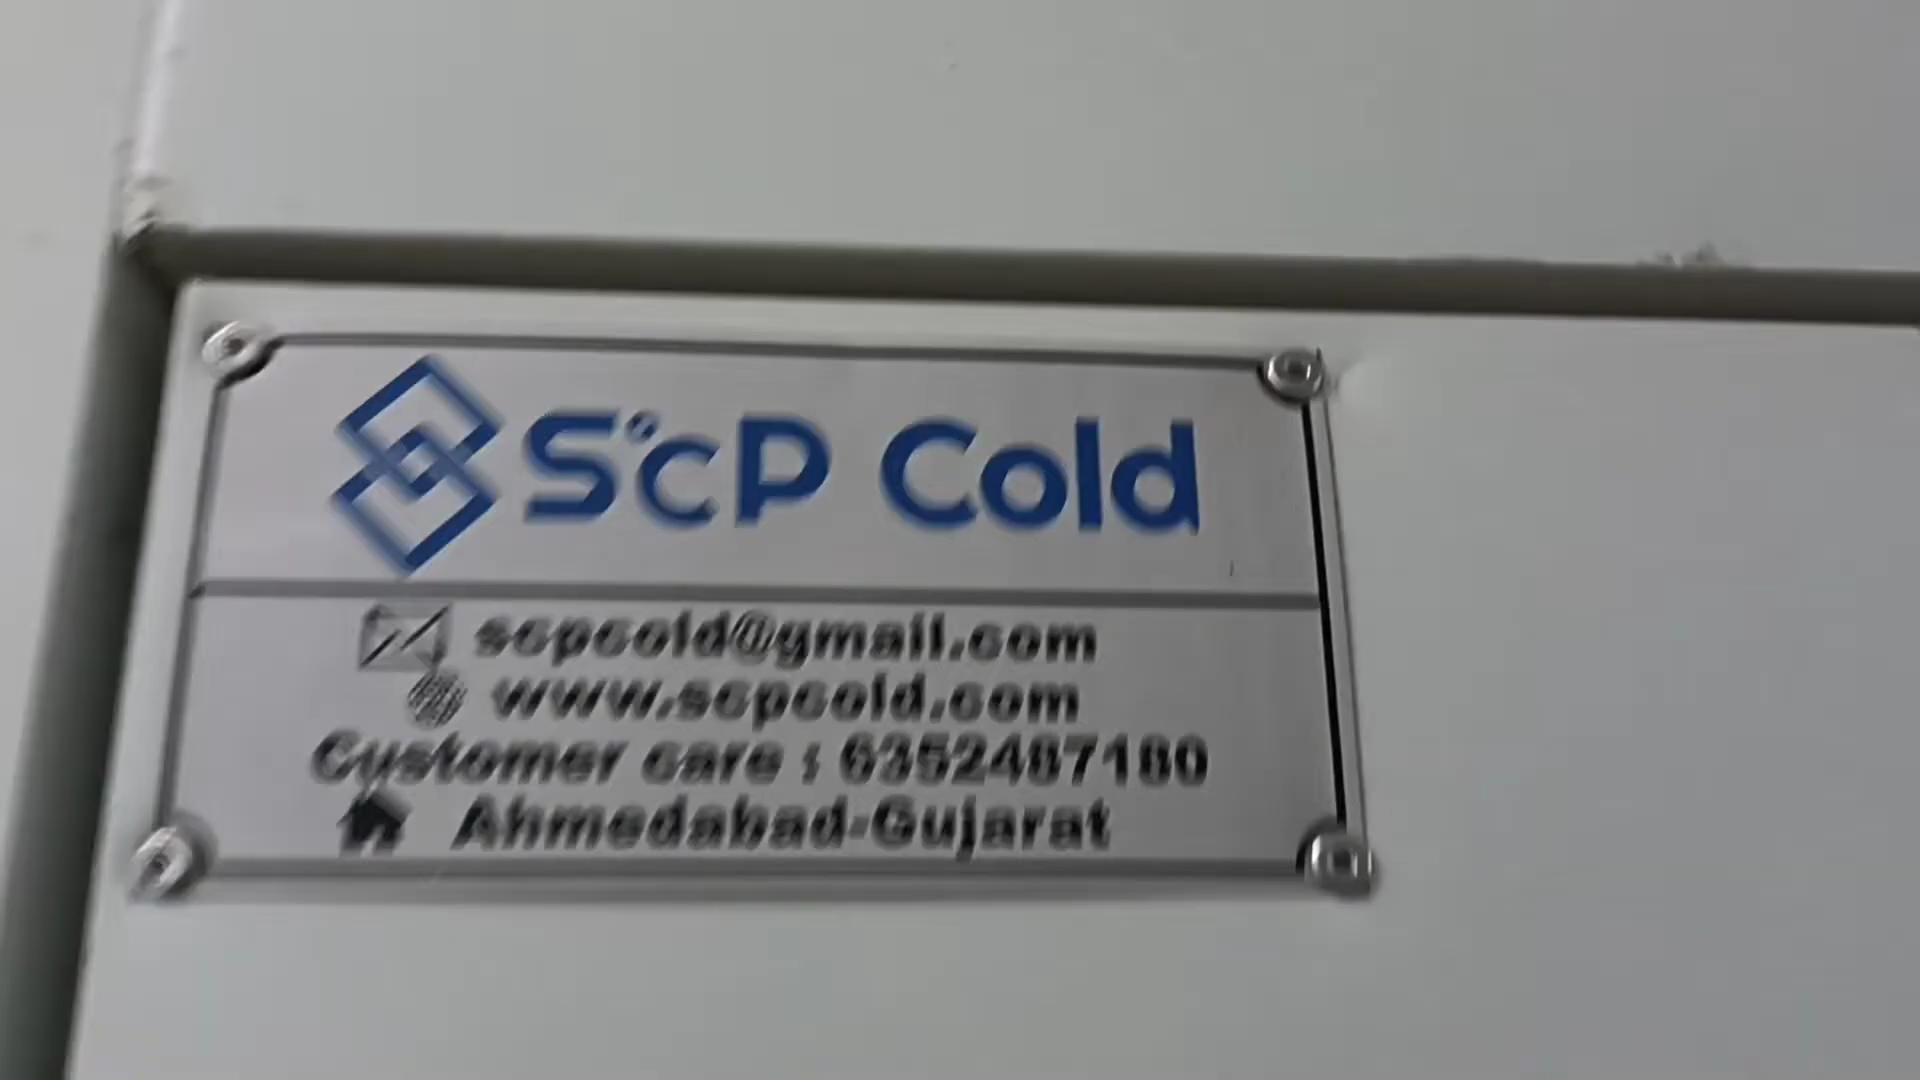 S°CP Cold
scpcold@gmail.com
www.scpcold.com
Customer care : 6352487180
Ahmedabad-Gujarat